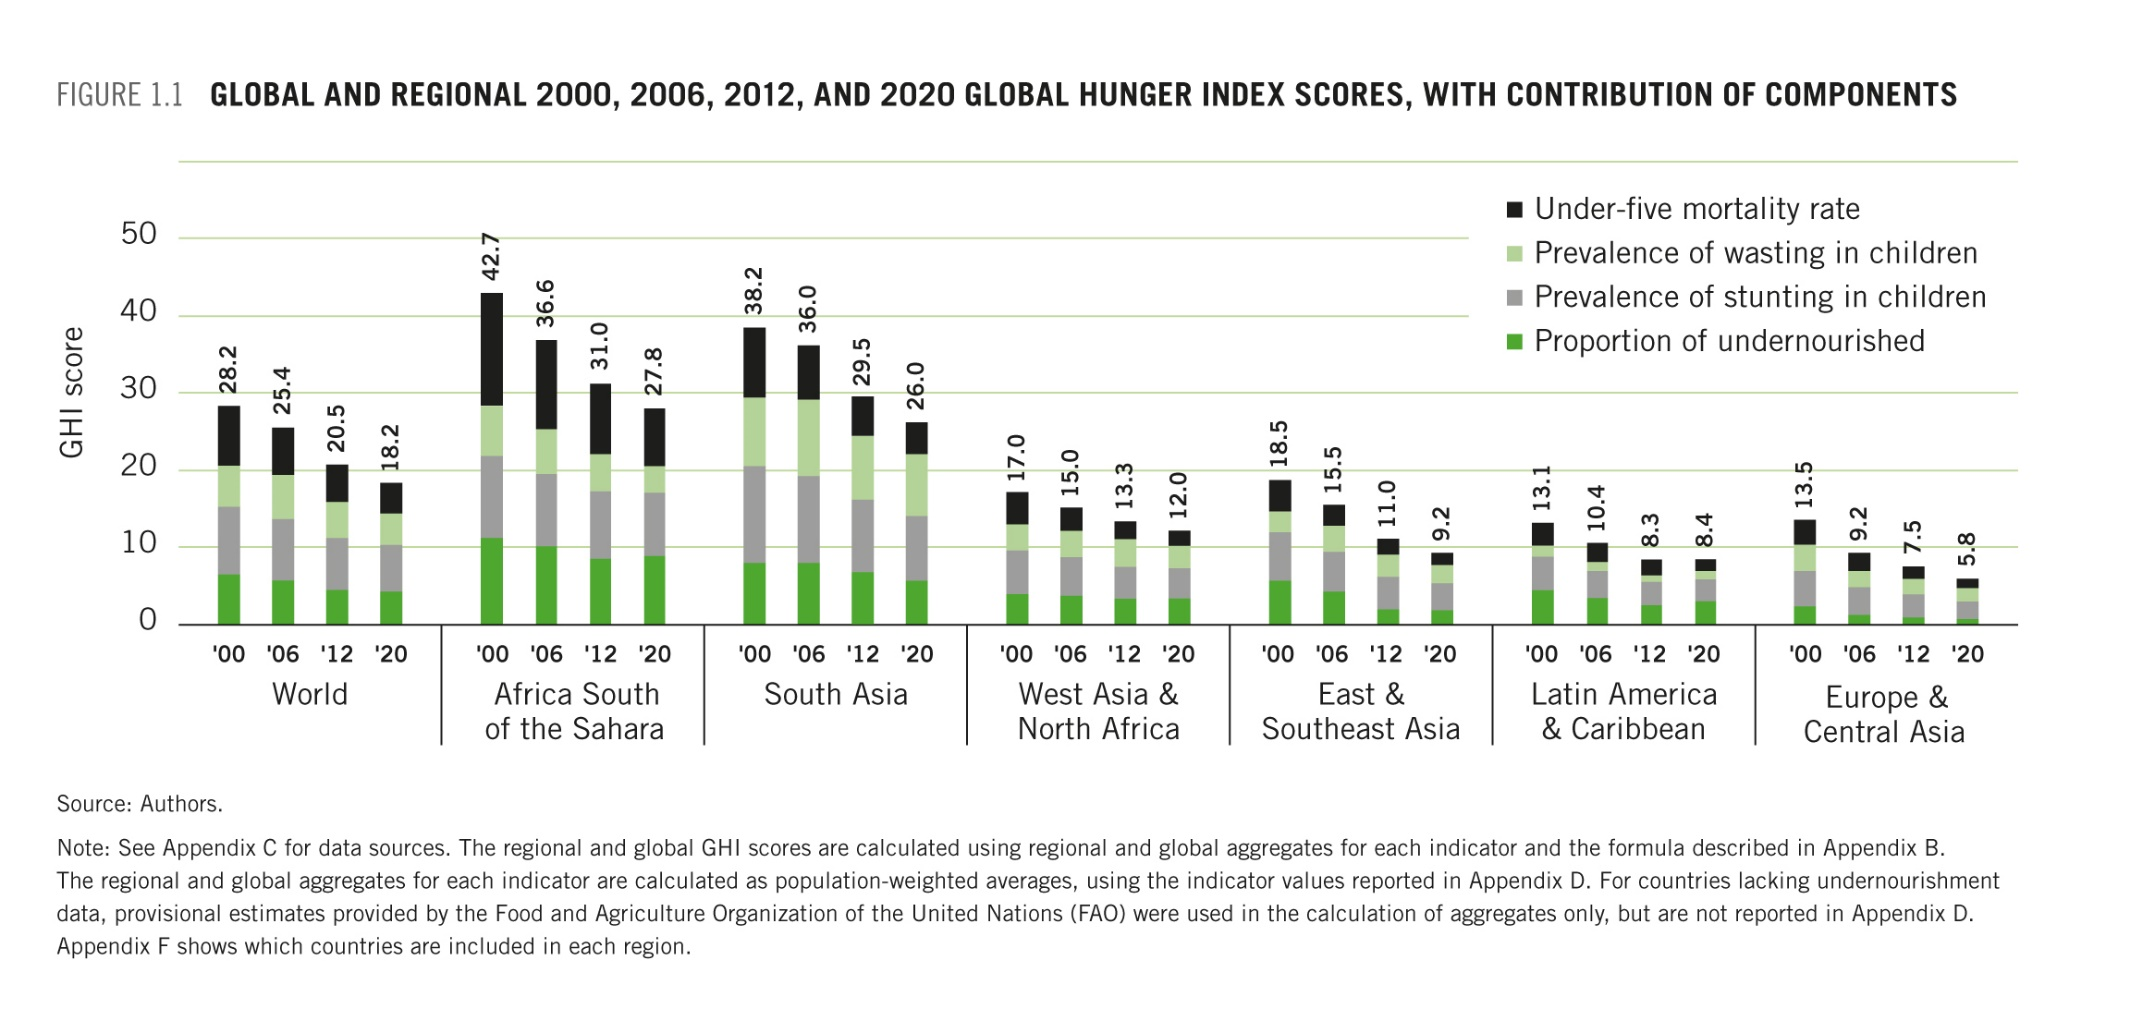 FIGURE 1.1 GLOBAL AND REGIONAL 2000, 2006, 2012, AND 2020 GLOBAL HUNGER INDEX SCORES, WITH CONTRIBUTION OF COMPONENTS
GHI score
50
40
30
20
10
0
Under-five mortality rate
Prevalence of wasting in children
Prevalence of stunting in children
Proportion of undernourished
28.2 25.4 20.5 18.2
42.7 36.6 31.0 27.8
38.2 36.0 29.5 26.0
17.0 15.0 13.3 12.0
18.5 15.5 11.0 9.2
13.1 10.4 8.3 8.4
13.5 9.2 7.5 5.8
'00 '06 '12 '20 '00 '06 '12 '20 '00 '06 '12 '20 '00 '06 '12 '20 '00 '06 '12 '20 '00 '06 '12 '20 '00 '06 '12 '20
World
Africa South
of the Sahara
South Asia
West Asia &
North Africa
East &
Southeast Asia
Latin America
& Caribbean
Europe &
Central Asia
Source: Authors.
Note: See Appendix C for data sources. The regional and global GHI scores are calculated using regional and global aggregates for each indicator and the formula described in Appendix B.
The regional and global aggregates for each indicator are calculated as population-weighted averages, using the indicator values reported in Appendix D. For countries lacking undernourishment
data, provisional estimates provided by the Food and Agriculture Organization of the United Nations (FAO) were used in the calculation of aggregates only, but are not reported in Appendix D.
Appendix F shows which countries are included in each region.